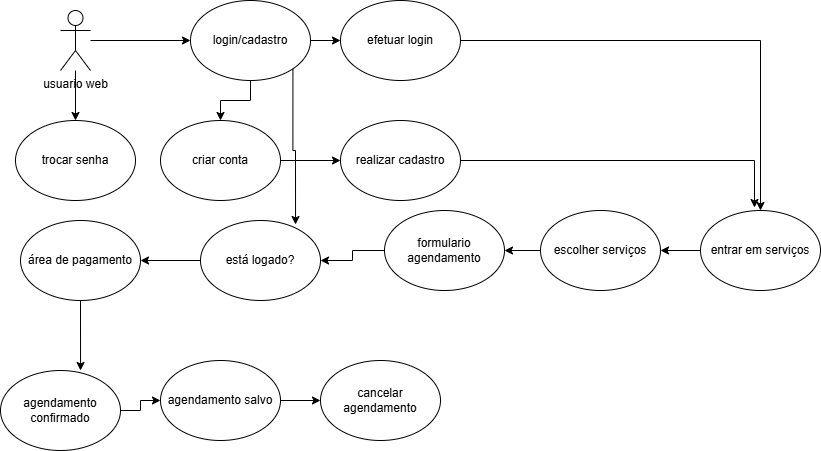 login/cadastro
efetuar login
usuario web
trocar senha
criar conta
realizar cadastro
área de pagamento
está logado?
formulario
agendamento
escolher serviços
entrar em serviços
agendamento
confirmado
agendamento salvo
cancelar
agendamento